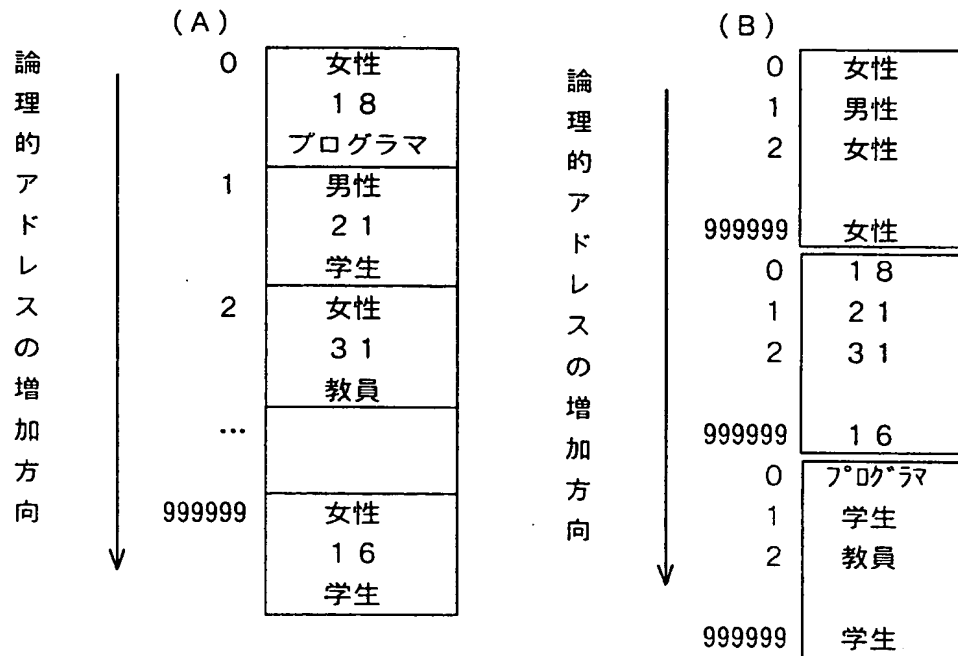 (A)
論理的アドレスの増加方向
0 女性
18
プログラマ
1 男性
21
学生
2 女性
31
教員
…
999999 女性
16
学生
(B)
論理的アドレスの増加方向
0 女性
1 男性
2 女性
999999 女性
0 18
1 21
2 31
999999 16
0 プログラマ
1 学生
2 教員
999999 学生